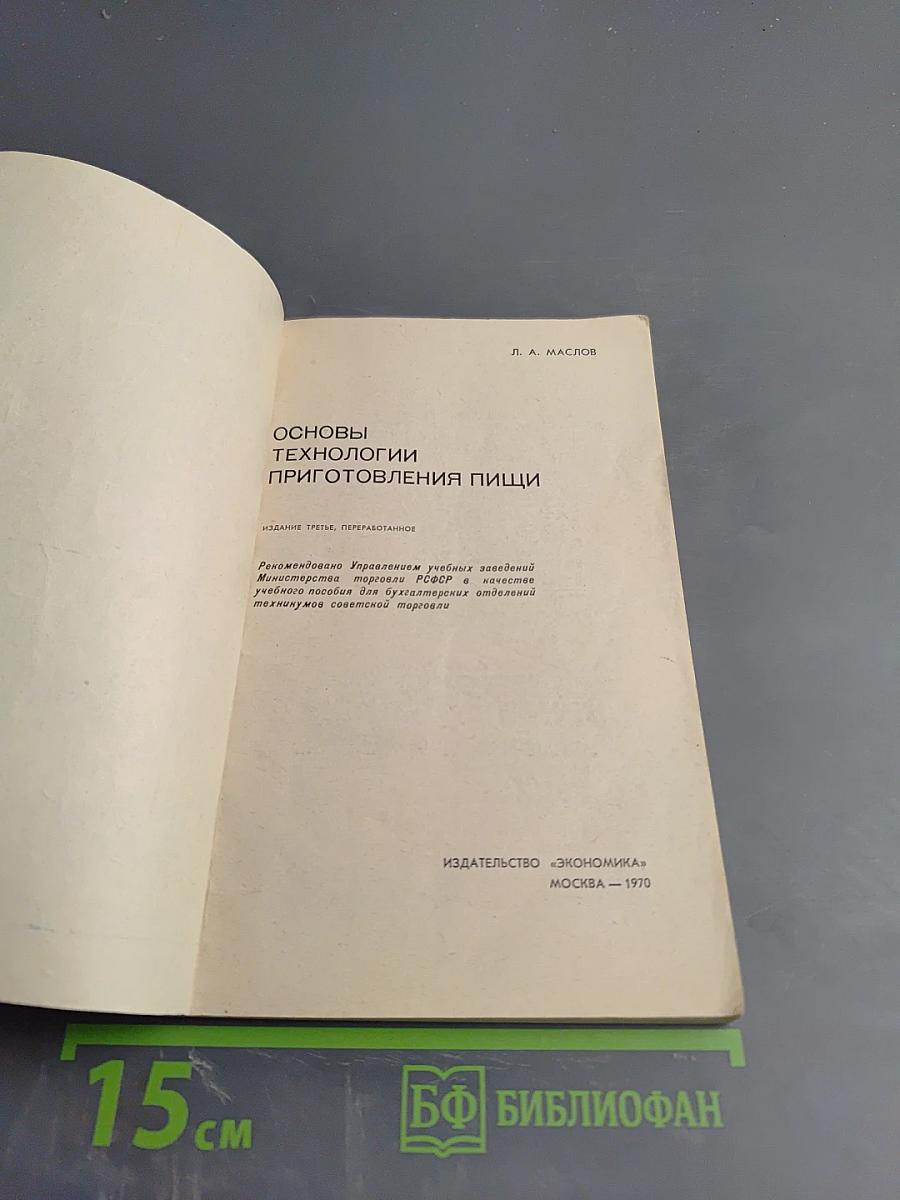 Л. А. МАСЛОВ
ОСНОВЫ
ТЕХНОЛОГИИ
ПРИГОТОВЛЕНИЯ ПИЩИ
ИЗДАНИЕ ТРЕТЬЕ, ПЕРЕРАБОТАННОЕ
Рекомендовано Управлением учебных заведений
Министерства торговли РСФСР в качестве
учебного пособия для бухгалтерских отделений
техникумов советской торговли
ИЗДАТЕЛЬСТВО «ЭКОНОМИКА»
МОСКВА — 1970
15 см
БФ БИБЛИОФАН